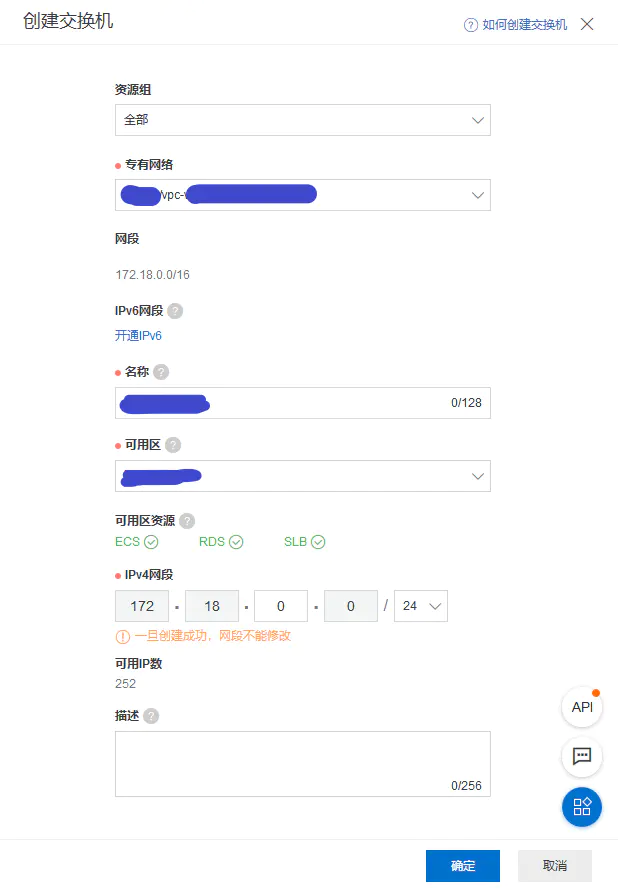 创建交换机
如何创建交换机
资源组
全部
专有网络
/vpc-
网段
172.18.0.0/16
IPv6网段
开通IPv6
名称
0/128
可用区
可用区资源
ECS RDS SLB
IPv4网段
172 . 18 . 0 . 0 / 24
一旦创建成功，网段不能修改
可用IP数
252
描述
0/256
API
确定 取消